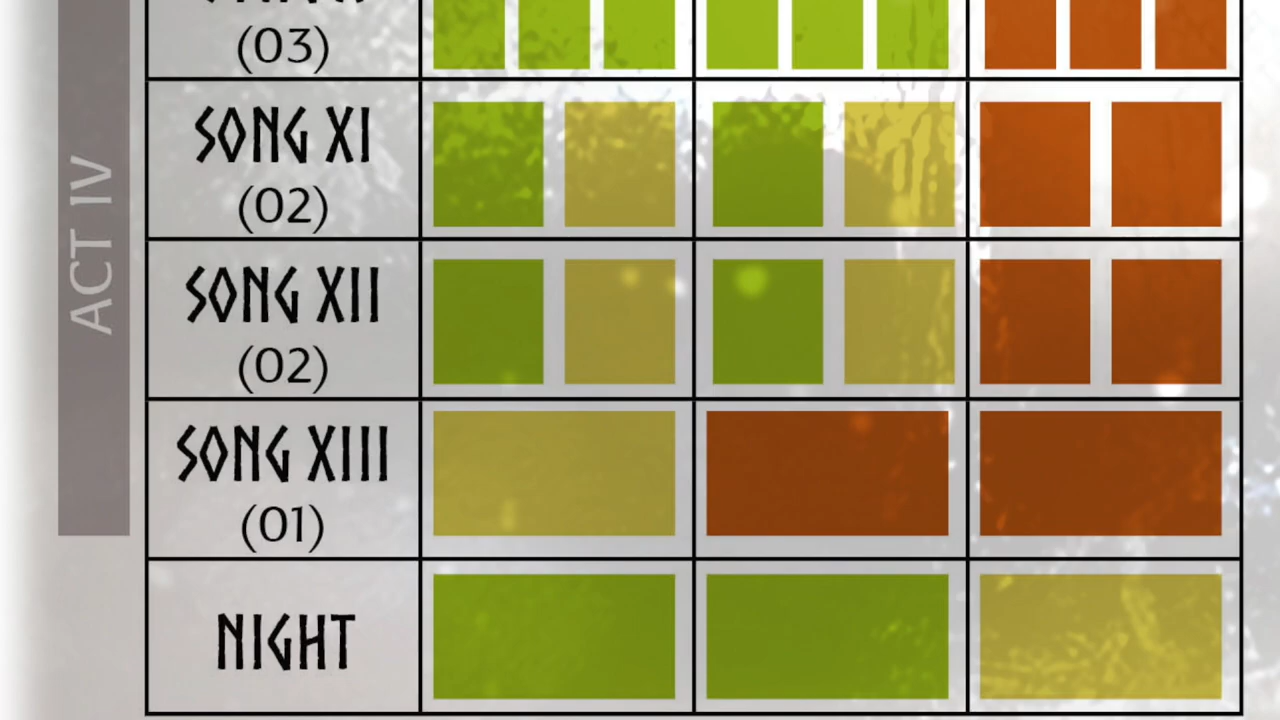 (03)
SONG XI
(02)
SONG XII
(02)
SONG XIII
(01)
NIGHT
ACT IV